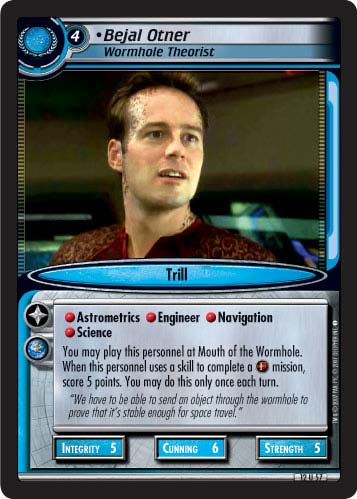 4 •Bejal Otner
Wormhole Theorist
Trill
•Astrometrics •Engineer •Navigation
•Science
You may play this personnel at Mouth of the Wormhole.
When this personnel uses a skill to complete a mission,
score 5 points. You may do this only once each turn.
"We have to be able to send an object through the wormhole to
prove that it's stable enough for space travel."
INTEGRITY 5 CUNNING 6 STRENGTH 5
12 U 57